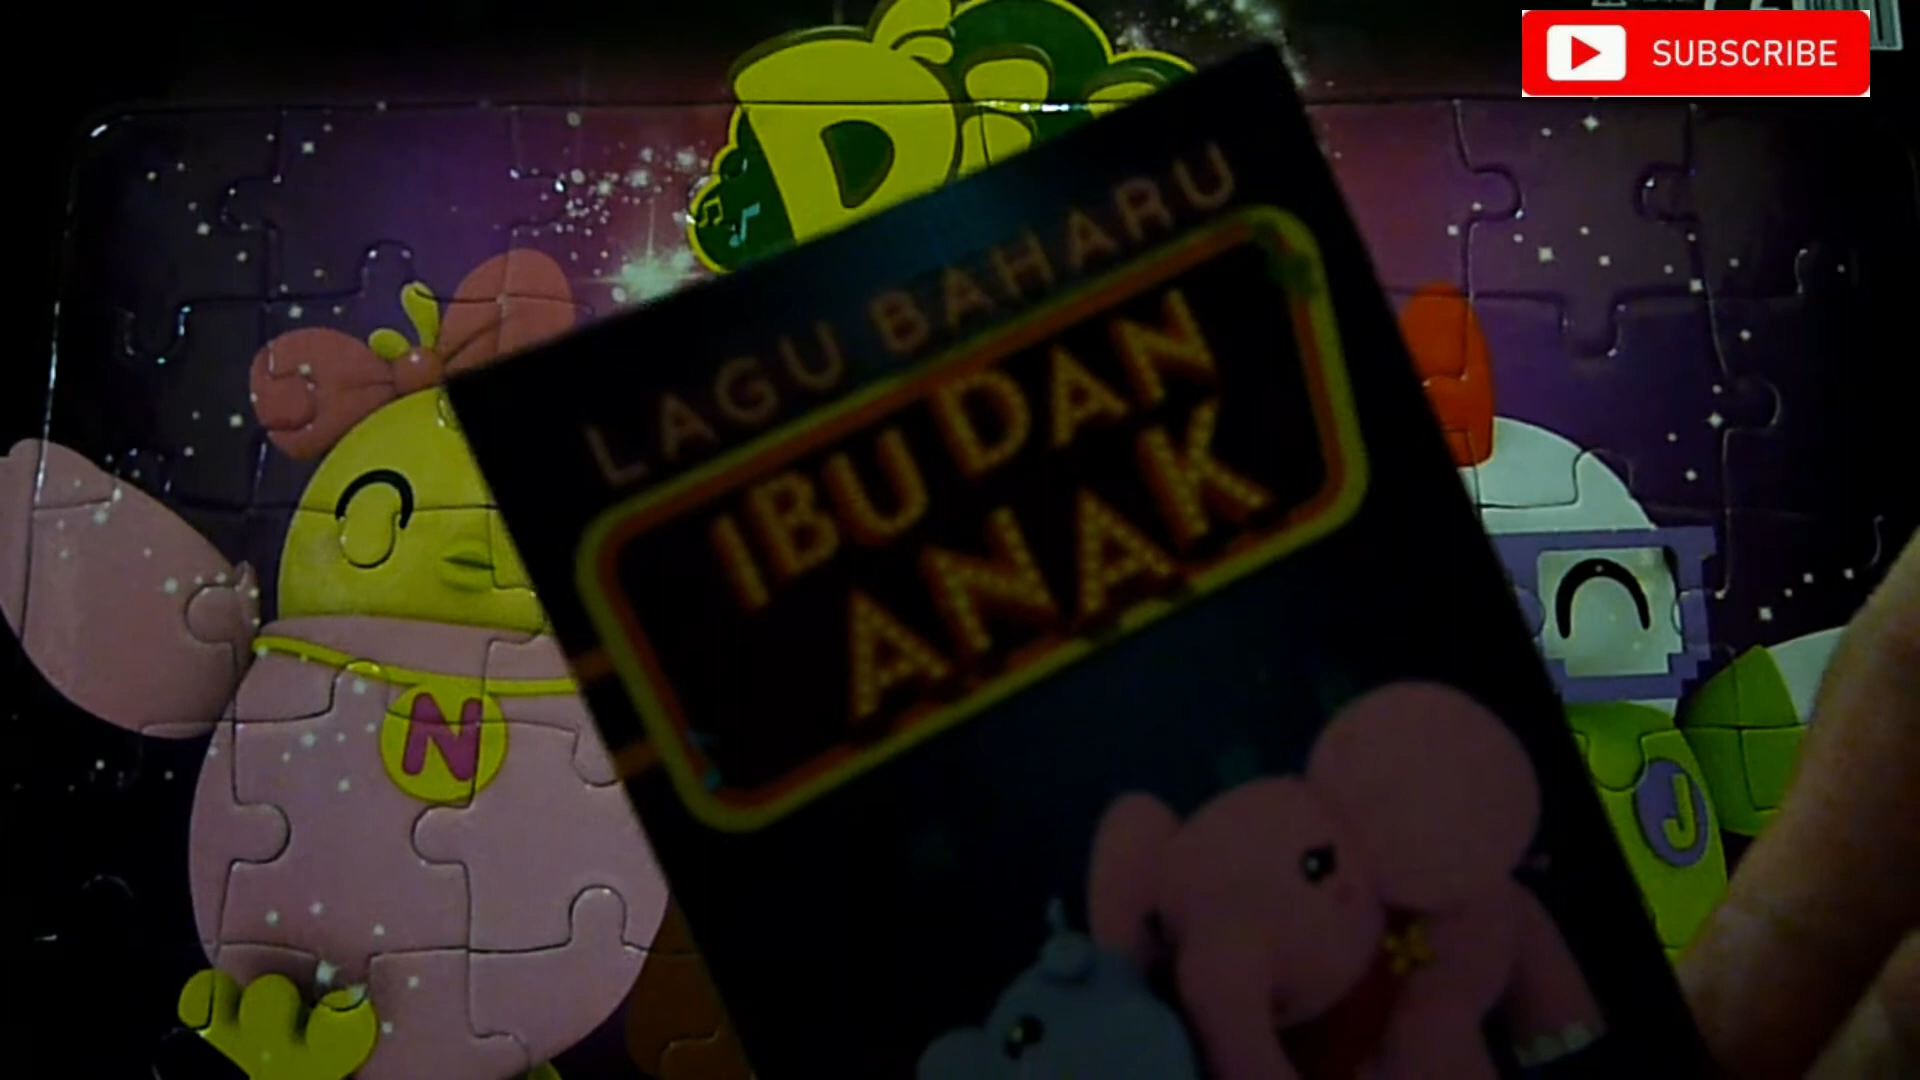 SUBSCRIBE
D
LAGU BAHARU
IBU DAN
ANAK
N
J